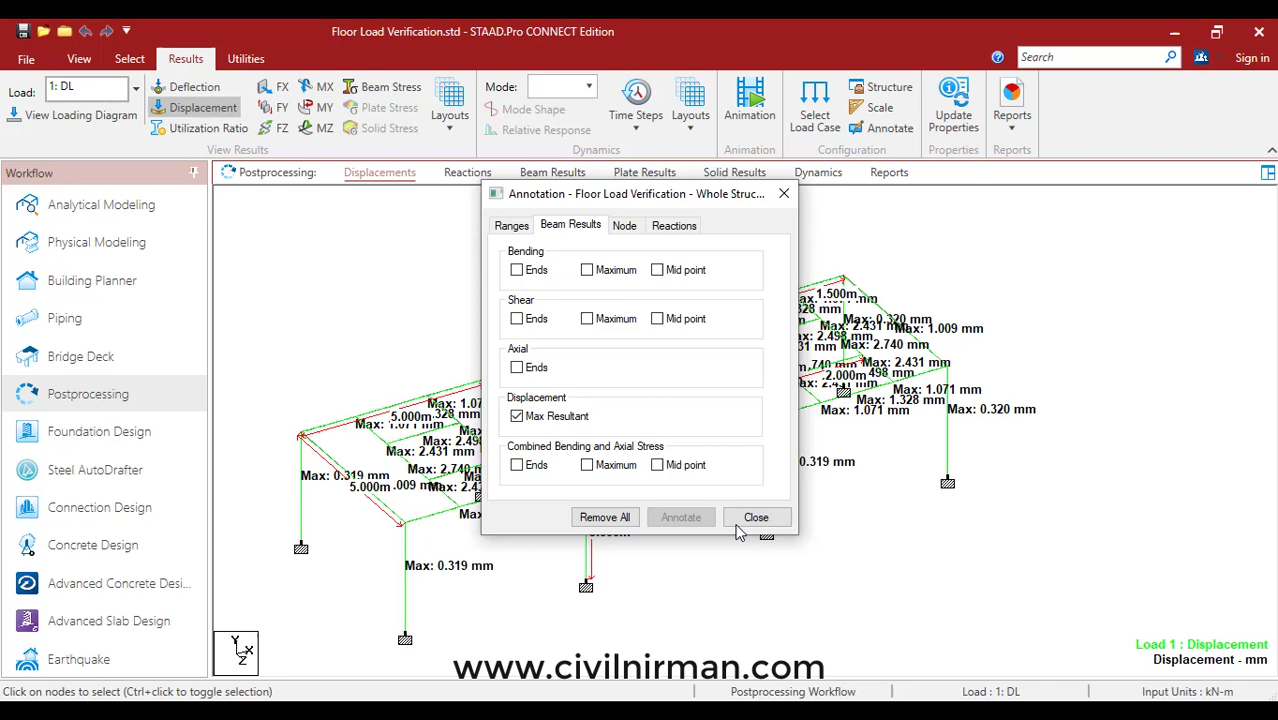 Floor Load Verification.std - STAAD.Pro CONNECT Edition
File
View
Select
Results
Utilities
Search
Sign in
Load:
1: DL
View Loading Diagram
Deflection
Displacement
Utilization Ratio
FX
FY
FZ
MX
MY
MZ
Beam Stress
Plate Stress
Solid Stress
Layouts
View Results
Mode:
Mode Shape
Relative Response
Time Steps
Layouts
Dynamics
Animation
Animation
Select Load Case
Structure
Scale
Annotate
Configuration
Update Properties
Properties
Reports
Reports
Workflow
Analytical Modeling
Physical Modeling
Building Planner
Piping
Bridge Deck
Postprocessing
Foundation Design
Steel AutoDrafter
Connection Design
Concrete Design
Advanced Concrete Desi...
Advanced Slab Design
Earthquake
Postprocessing:
Displacements
Reactions
Beam Results
Plate Results
Solid Results
Dynamics
Reports
Annotation - Floor Load Verification - Whole Struc...
Ranges
Beam Results
Node
Reactions
Bending
Ends
Maximum
Mid point
Shear
Ends
Maximum
Mid point
Axial
Ends
Displacement
Max Resultant
Combined Bending and Axial Stress
Ends
Maximum
Mid point
Remove All
Annotate
Close
1.500m
Max: 0.320 mm
Max: 1.009 mm
Max: 2.740 mm
Max: 2.431 mm
2.000m
Max: 1.071 mm
Max: 1.328 mm
Max: 1.071 mm
Max: 0.320 mm
0.319 mm
5.000m
Max: 1.071 mm
Max: 2.431 mm
Max: 2.740 mm
Max: 0.319 mm
5.000m
Max: 0.319 mm
Load 1 : Displacement
Displacement - mm
Y
X
Z
www.civilnirman.com
Click on nodes to select (Ctrl+click to toggle selection)
Postprocessing Workflow
Load : 1: DL
Input Units : kN-m